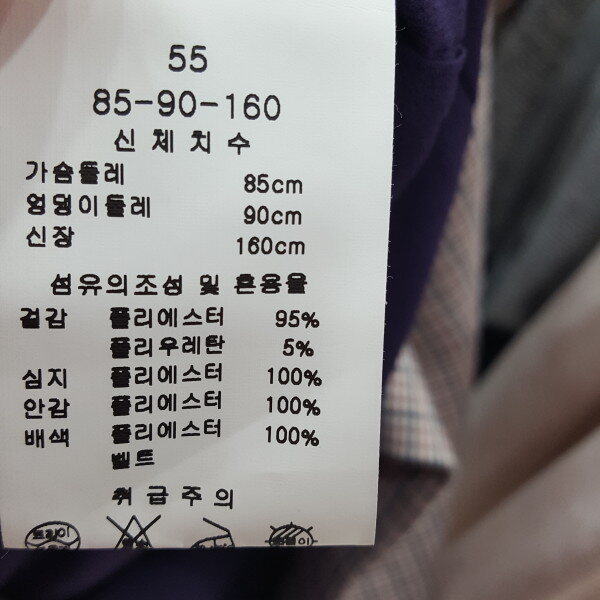 55
85-90-160
신체치수
가슴둘레 85cm
엉덩이둘레 90cm
신장 160cm
섬유의조성 및 혼용율
겉감 폴리에스터 95%
폴리우레탄 5%
심지 폴리에스터 100%
안감 폴리에스터 100%
배색 폴리에스터 100%
벨트
취급주의
드라이